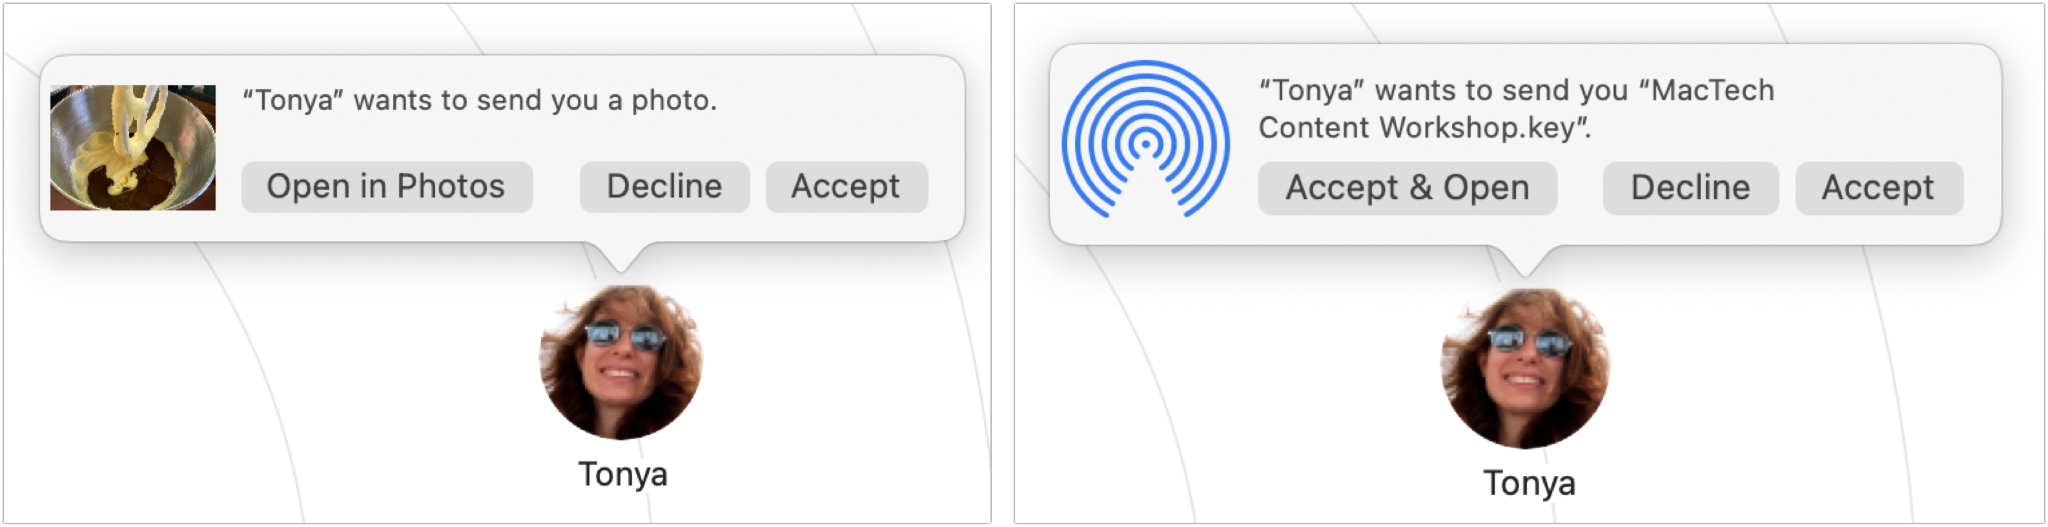 “Tonya” wants to send you a photo.
Open in Photos Decline Accept
Tonya
“Tonya” wants to send you “MacTech
Content Workshop.key”.
Accept & Open Decline Accept
Tonya